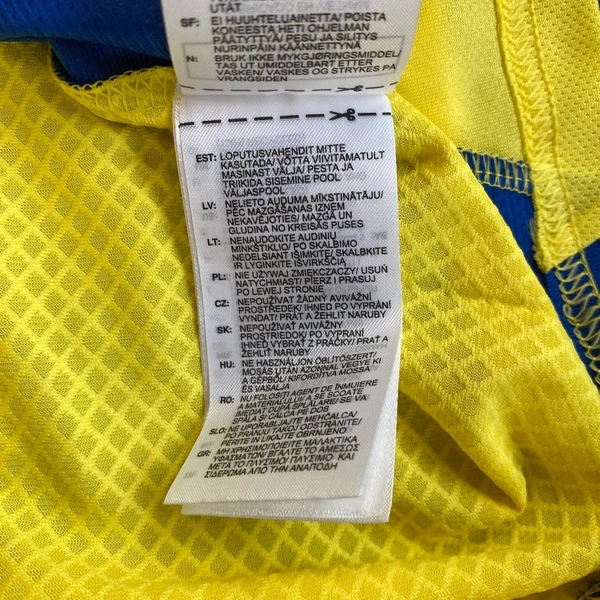 UTÁT
SF: EI HUUHTELUAINETTA/ POISTA
KONEESTA HETI OHJELMAN
PÄÄTYTTYÄ/ PESU JA SILITYS
NURINPÄIN KÄÄNNETTYNÄ
N: BRUK IKKE MYKGJØRINGSMIDDEL/
TAS UT UMIDDELBART ETTER
VASKEN/ VASKES OG STRYKES PÅ
VRANGSIDEN
EST: LOPUTUSVAHENDIT MITTE
KASUTADA/ VÕTTA VIIVITAMATULT
MASINAST VÄLJA/ PESTA JA
TRIIKIDA SISEMINE POOL
VÄLJASPOOL
LV: NELIETO AUDUMA MĪKSTINĀTĀJU/
PĒC MAZGĀŠANAS IZŅEM
NEKAVĒJOTIES/ MAZGĀ UN
GLUDINA NO KREISĀS PUSES
LT: NENAUDOKITE AUDINIŲ
MINKŠTIKLIO/ PO SKALBIMO
NEDELSIANT IŠIMKITE/ SKALBKITE
IR LYGINKITE IŠVIRKŠČIĄ
PL: NIE UŻYWAJ ZMIĘKCZACZY/ USUŃ
NATYCHMIAST/ PIERZ I PRASUJ
PO LEWEJ STRONIE
CZ: NEPOUŽÍVAT ŽÁDNÝ AVIVÁŽNÍ
PROSTŘEDEK/ IHNED PO VYPRÁNÍ
VYNDAT/ PRÁT A ŽEHLIT NARUBY
SK: NEPOUŽÍVAT AVIVÁŽNY
PROSTRIEDOK/ PO VYPRANÍ
IHNEĎ VYBRAŤ Z PRÁČKY/ PRAŤ A
ŽEHLIŤ NARUBY
HU: NE HASZNÁLJON ÖBLÍTŐSZERT/
MOSÁS UTÁN AZONNAL VEGYE KI
A GÉPBŐL/ KIFORDÍTVA MOSSA
ÉS VASALJA
RO: NU FOLOSIȚI AGENT DE ÎNMUIERE
A MATERIALULUI/ A SE SCOATE
IMEDIAT DUPĂ SPĂLARE/ SE VA
SPĂLA ȘI CĂLCA PE DOS
SLO: NE UPORABLJAJTE MEHČALCA/
PO PRANJU TAKOJ ODSTRANITE/
PERITE IN LIKAJTE OBRNJENO
GR: ΜΗ ΧΡΗΣΙΜΟΠΟΙΕΙΤΕ ΜΑΛΑΚΤΙΚΑ
ΥΦΑΣΜΑΤΩΝ ΒΓΑΛΤΕ ΤΟ ΑΜΕΣΩΣ
ΜΕΤΑ ΤΟ ΠΛΥΣΙΜΟ/ ΠΛΥΣΙΜΟ ΚΑΙ
ΣΙΔΕΡΩΜΑ ΑΠΟ ΤΗΝ ΑΝΑΠΟΔΗ